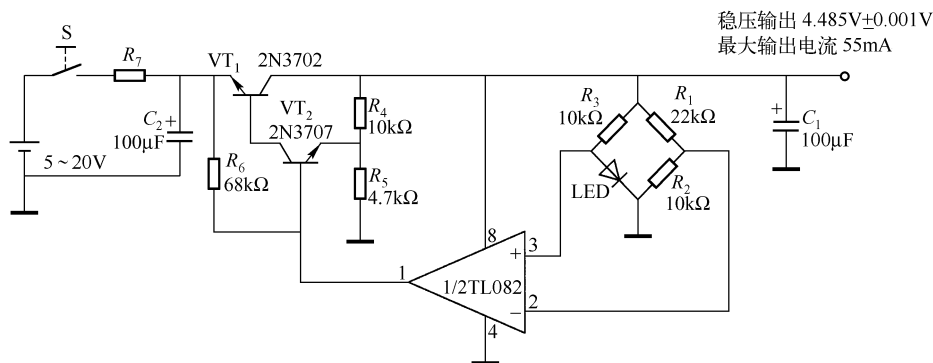 稳压输出 4.485V±0.001V
最大输出电流 55mA
S
R7
VT1
2N3702
VT2
2N3707
R4
10kΩ
R3
10kΩ
R1
22kΩ
C1
100μF
C2
100μF
5~20V
R6
68kΩ
R5
4.7kΩ
LED
R2
10kΩ
8
3
1
1/2TL082
2
4
+
+
+
−